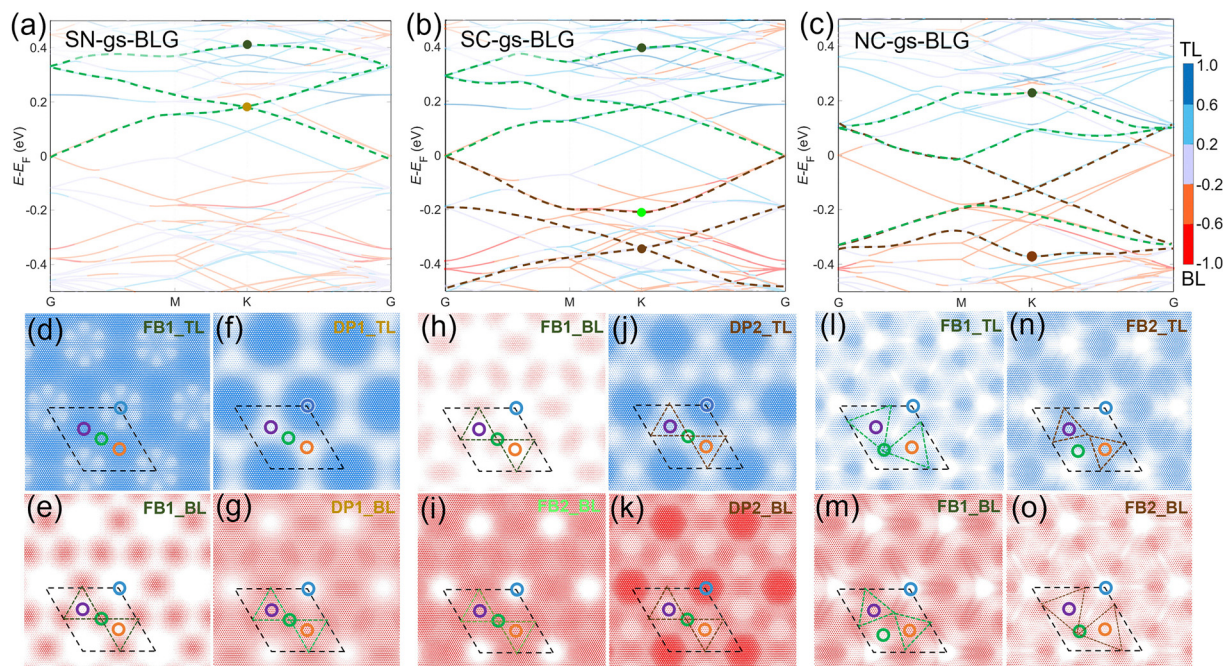 (a) SN-gs-BLG
(b) SC-gs-BLG
(c) NC-gs-BLG
TL
1.0
0.6
0.2
-0.2
-0.6
-1.0
BL
E-EF (eV)
0.4
0.2
0
-0.2
-0.4
G M K G
E-EF (eV)
0.4
0.2
0
-0.2
-0.4
G M K G
E-EF (eV)
0.4
0.2
0
-0.2
-0.4
G M K G
(d) FB1_TL
(f) DP1_TL
(h) FB1_BL
(j) DP2_TL
(l) FB1_TL
(n) FB2_TL
(e) FB1_BL
(g) DP1_BL
(i) FB2_BL
(k) DP2_BL
(m) FB1_BL
(o) FB2_BL